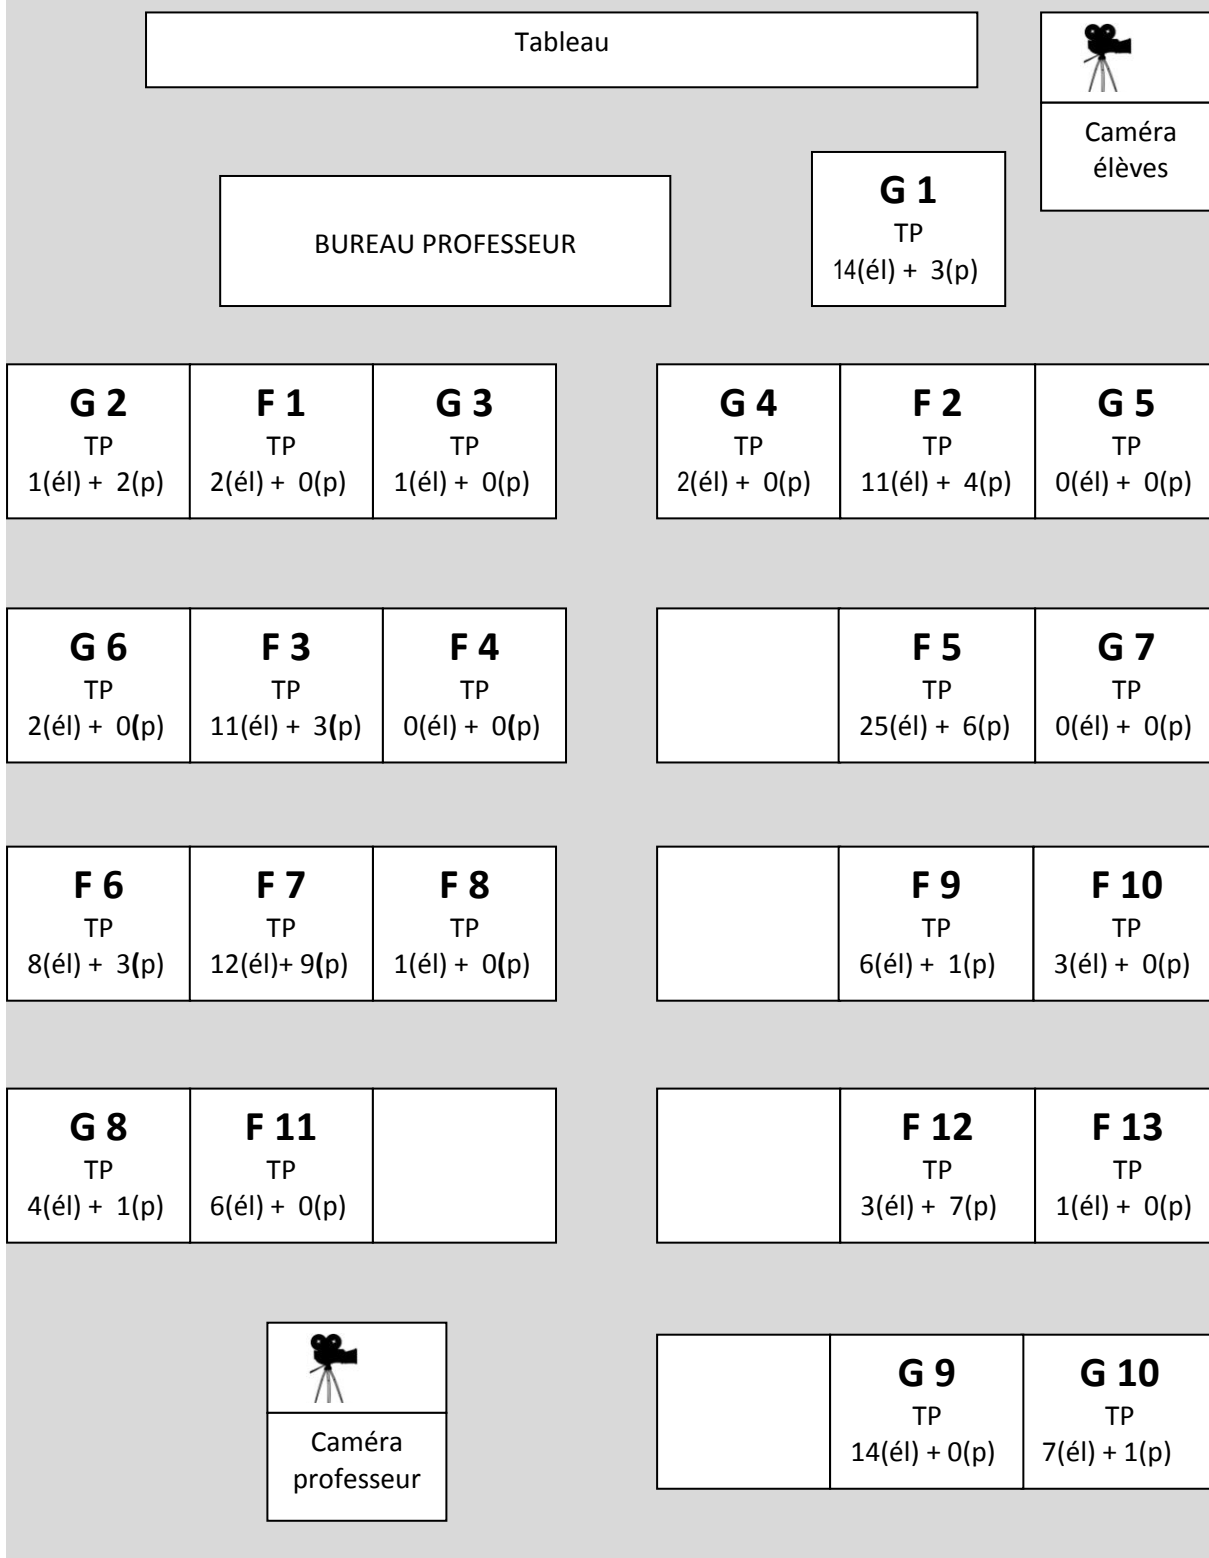 Tableau
Caméra
élèves
G 1
TP
14(él) + 3(p)
BUREAU PROFESSEUR
G 2
TP
1(él) + 2(p)
F 1
TP
2(él) + 0(p)
G 3
TP
1(él) + 0(p)
G 4
TP
2(él) + 0(p)
F 2
TP
11(él) + 4(p)
G 5
TP
0(él) + 0(p)
G 6
TP
2(él) + 0(p)
F 3
TP
11(él) + 3(p)
F 4
TP
0(él) + 0(p)
F 5
TP
25(él) + 6(p)
G 7
TP
0(él) + 0(p)
F 6
TP
8(él) + 3(p)
F 7
TP
12(él)+ 9(p)
F 8
TP
1(él) + 0(p)
F 9
TP
6(él) + 1(p)
F 10
TP
3(él) + 0(p)
G 8
TP
4(él) + 1(p)
F 11
TP
6(él) + 0(p)
F 12
TP
3(él) + 7(p)
F 13
TP
1(él) + 0(p)
Caméra
professeur
G 9
TP
14(él) + 0(p)
G 10
TP
7(él) + 1(p)